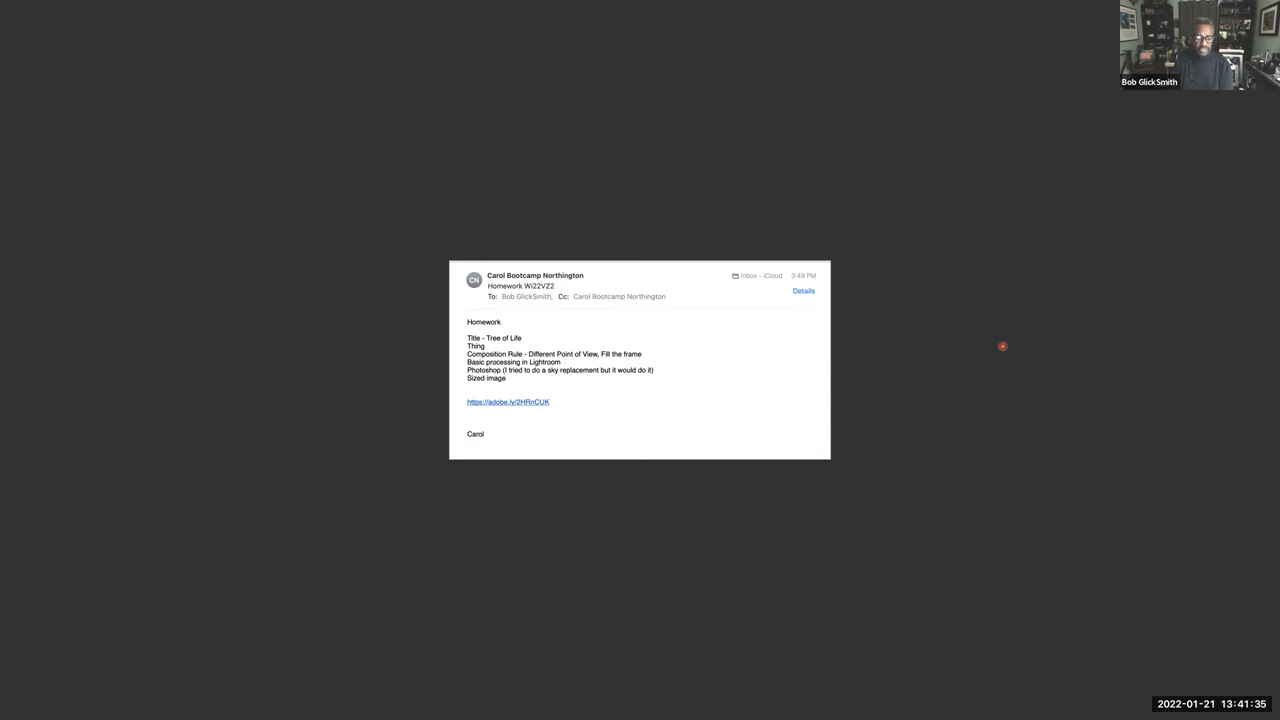 Bob GlickSmith
CN
Carol Bootcamp Northington
Inbox - iCloud 3:49 PM
Homework Wi22VZ2
Details
To: Bob GlickSmith, Cc: Carol Bootcamp Northington
Homework
Title - Tree of Life
Thing
Composition Rule - Different Point of View, Fill the frame
Basic processing in Lightroom
Photoshop (I tried to do a sky replacement but it would do it)
Sized image
https://adobe.ly/2HRnCUK
Carol
2022-01-21 13:41:35